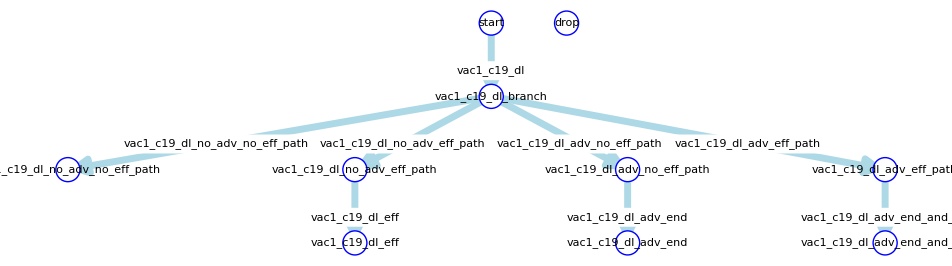 start drop
vac1_c19_dl
vac1_c19_dl_branch
vac1_c19_dl_no_adv_no_eff_path vac1_c19_dl_no_adv_eff_path vac1_c19_dl_adv_no_eff_path vac1_c19_dl_adv_eff_path
_c19_dl_no_adv_no_eff_path vac1_c19_dl_no_adv_eff_path vac1_c19_dl_adv_no_eff_path vac1_c19_dl_adv_eff_path
vac1_c19_dl_eff vac1_c19_dl_adv_end vac1_c19_dl_adv_end_and_
vac1_c19_dl_eff vac1_c19_dl_adv_end vac1_c19_dl_adv_end_and_